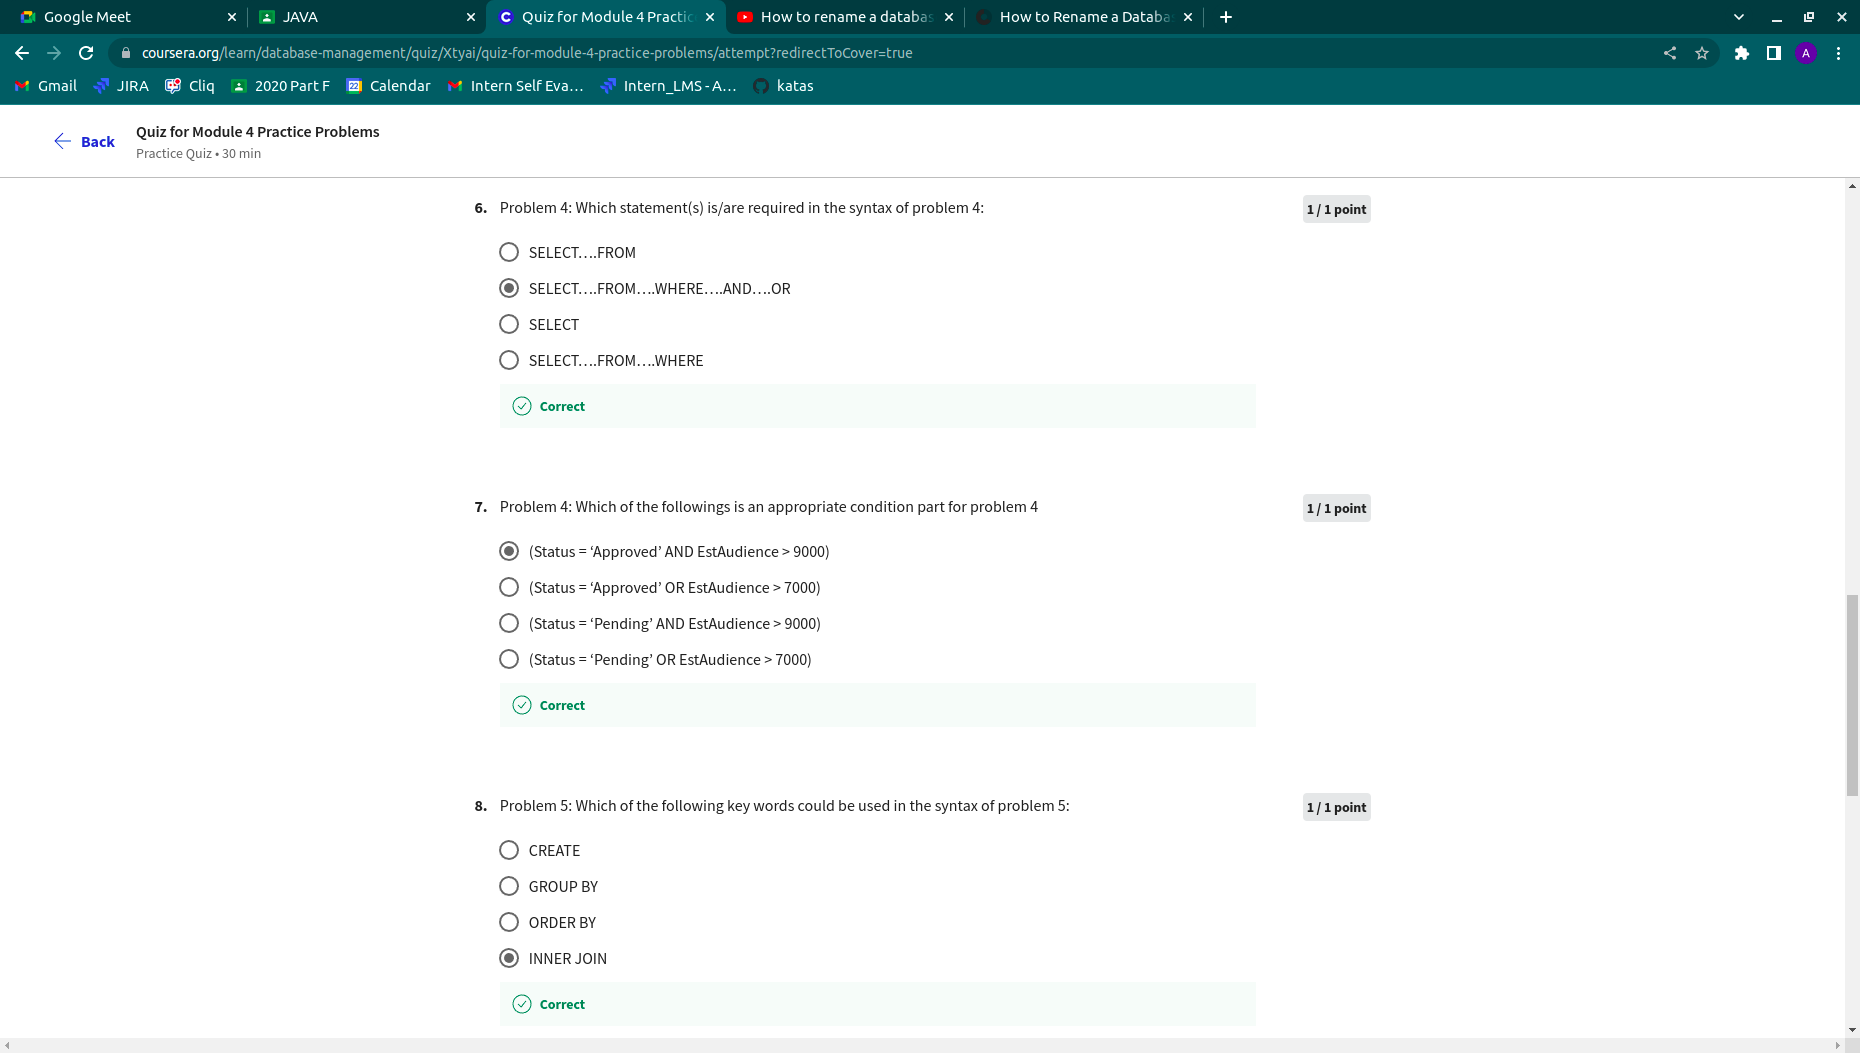 Google Meet
JAVA
Quiz for Module 4 Practic
How to rename a databas
How to Rename a Databa
coursera.org/learn/database-management/quiz/Xtyai/quiz-for-module-4-practice-problems/attempt?redirectToCover=true
A
Gmail
JIRA
Cliq
2020 Part F
22
Calendar
Intern Self Eva...
Intern_LMS - A...
katas
Back
Quiz for Module 4 Practice Problems
Practice Quiz • 30 min
6. Problem 4: Which statement(s) is/are required in the syntax of problem 4:
1 / 1 point
SELECT....FROM
SELECT....FROM....WHERE....AND....OR
SELECT
SELECT....FROM....WHERE
Correct
7. Problem 4: Which of the followings is an appropriate condition part for problem 4
1 / 1 point
(Status = ‘Approved’ AND EstAudience > 9000)
(Status = ‘Approved’ OR EstAudience > 7000)
(Status = ‘Pending’ AND EstAudience > 9000)
(Status = ‘Pending’ OR EstAudience > 7000)
Correct
8. Problem 5: Which of the following key words could be used in the syntax of problem 5:
1 / 1 point
CREATE
GROUP BY
ORDER BY
INNER JOIN
Correct